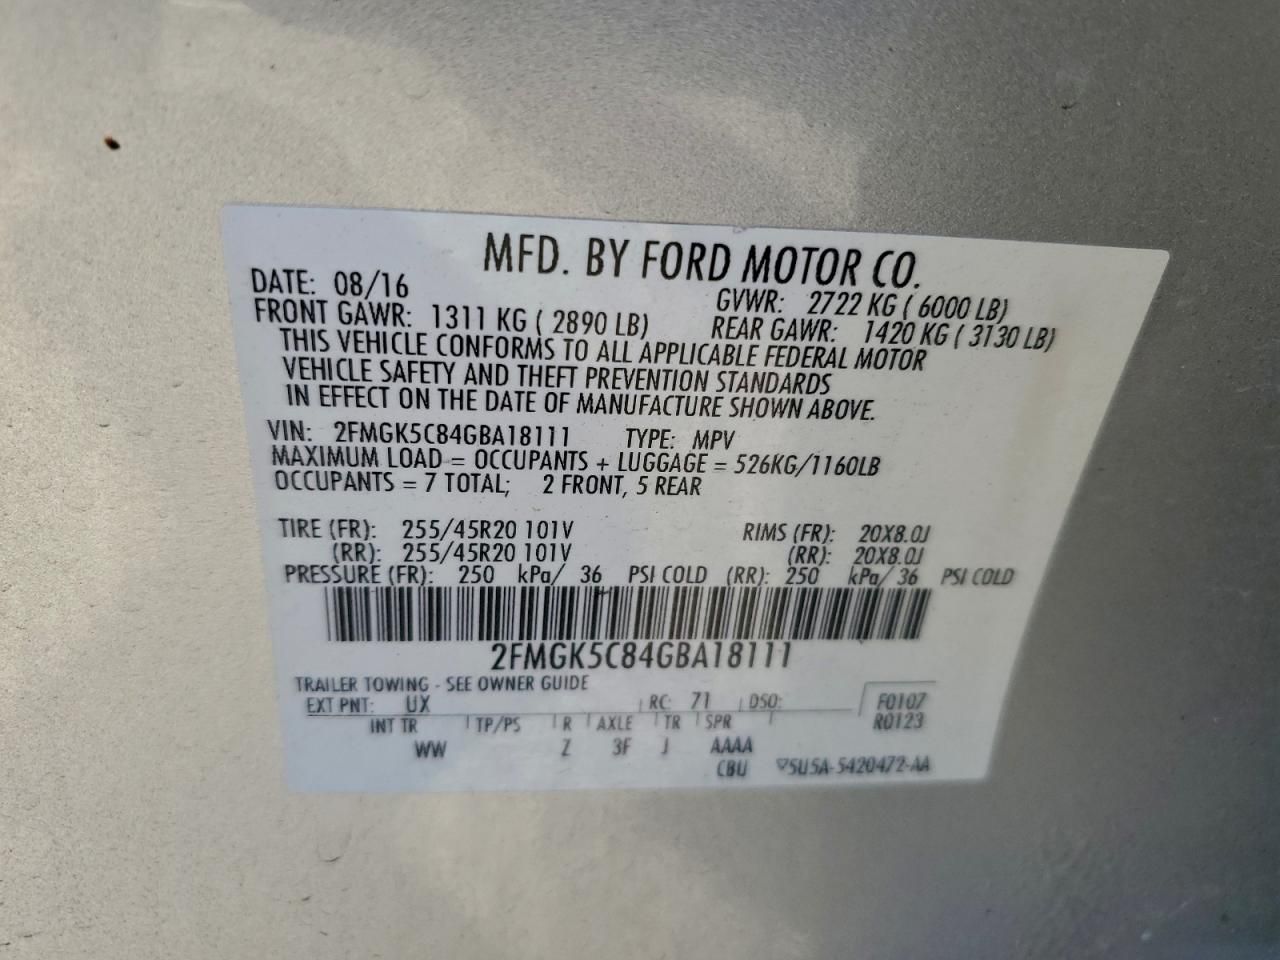 MFD. BY FORD MOTOR CO.
DATE: 08/16 GVWR: 2722 KG ( 6000 LB)
FRONT GAWR: 1311 KG ( 2890 LB) REAR GAWR: 1420 KG ( 3130 LB)
THIS VEHICLE CONFORMS TO ALL APPLICABLE FEDERAL MOTOR
VEHICLE SAFETY AND THEFT PREVENTION STANDARDS
IN EFFECT ON THE DATE OF MANUFACTURE SHOWN ABOVE.
VIN: 2FMGK5C84GBA18111 TYPE: MPV
MAXIMUM LOAD = OCCUPANTS + LUGGAGE = 526KG/1160LB
OCCUPANTS = 7 TOTAL; 2 FRONT, 5 REAR
TIRE (FR): 255/45R20 101V RIMS (FR): 20X8.0J
(RR): 255/45R20 101V (RR): 20X8.0J
PRESSURE (FR): 250 kPa/ 36 PSI COLD (RR): 250 kPa/ 36 PSI COLD
2FMGK5C84GBA18111
TRAILER TOWING - SEE OWNER GUIDE
EXT PNT: UX RC: 71 DSO: F0107
INT TR TP/PS R AXLE TR SPR R0123
WW Z 3F J AAAA
CBU 5U5A-5420472-AA